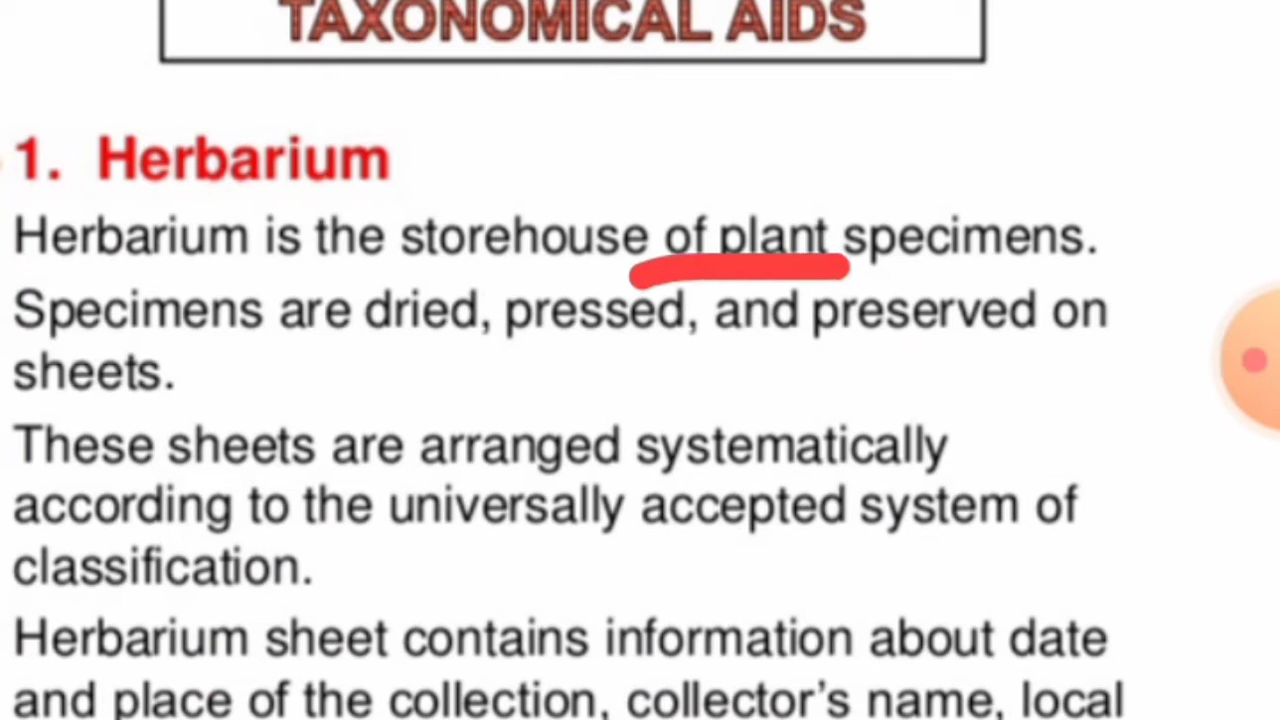 TAXONOMICAL AIDS
1. Herbarium
Herbarium is the storehouse of plant specimens.
Specimens are dried, pressed, and preserved on
sheets.
These sheets are arranged systematically
according to the universally accepted system of
classification.
Herbarium sheet contains information about date
and place of the collection, collector's name, local